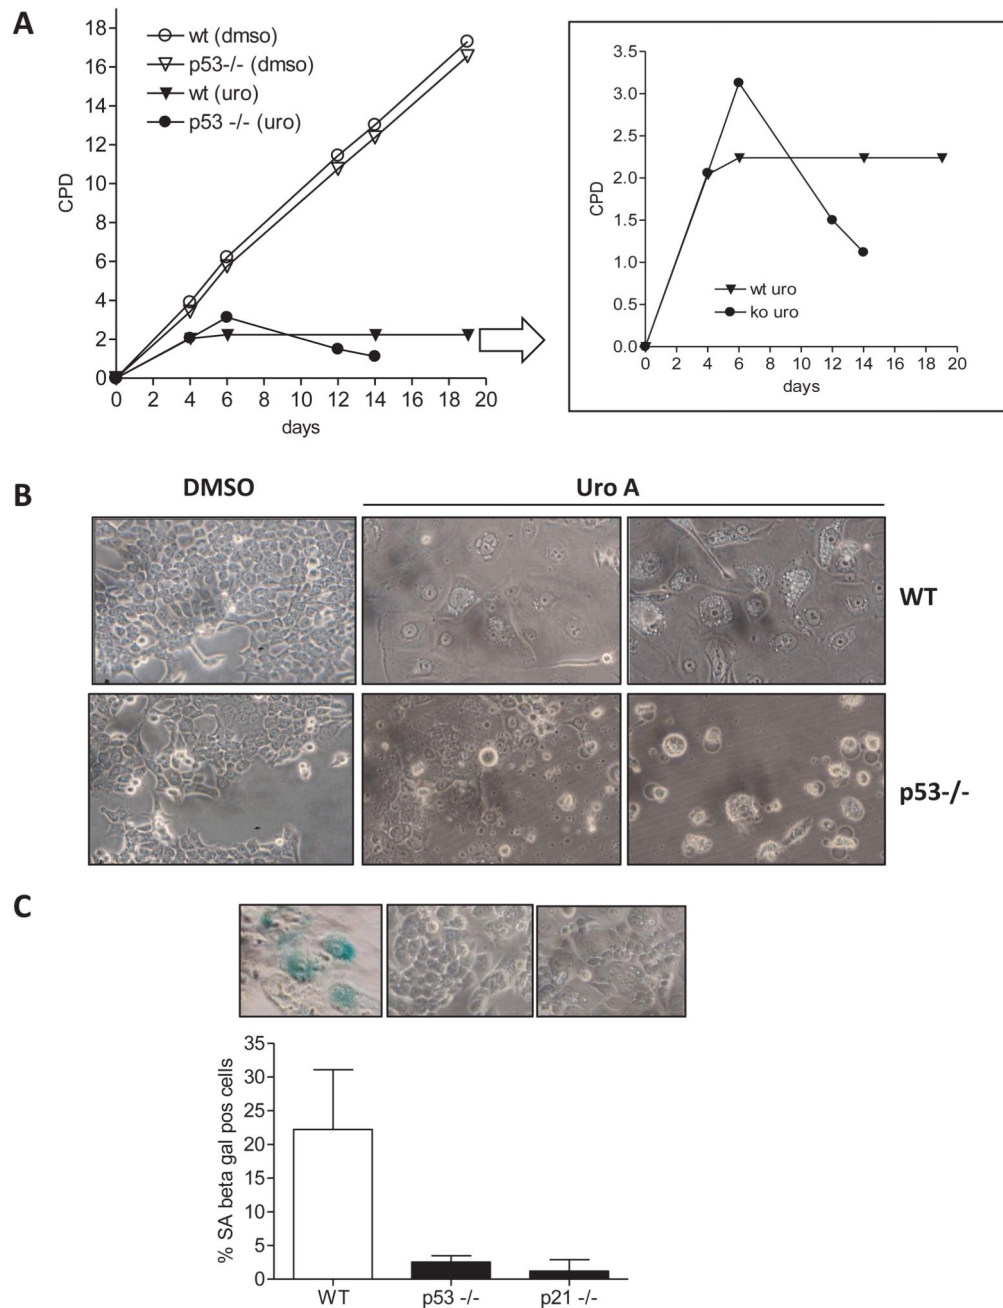 A
18
16
14
12
10
8
6
4
2
0
CPD
wt (dmso)
p53-/- (dmso)
wt (uro)
p53 -/- (uro)
0 2 4 6 8 10 12 14 16 18 20
days
3.5
3.0
2.5
2.0
1.5
1.0
0.5
0.0
CPD
wt uro
ko uro
0 2 4 6 8 10 12 14 16 18 20
days
B
DMSO
Uro A
WT
p53-/-
C
35
30
25
20
15
10
5
0
% SA beta gal pos cells
WT p53 -/- p21 -/-